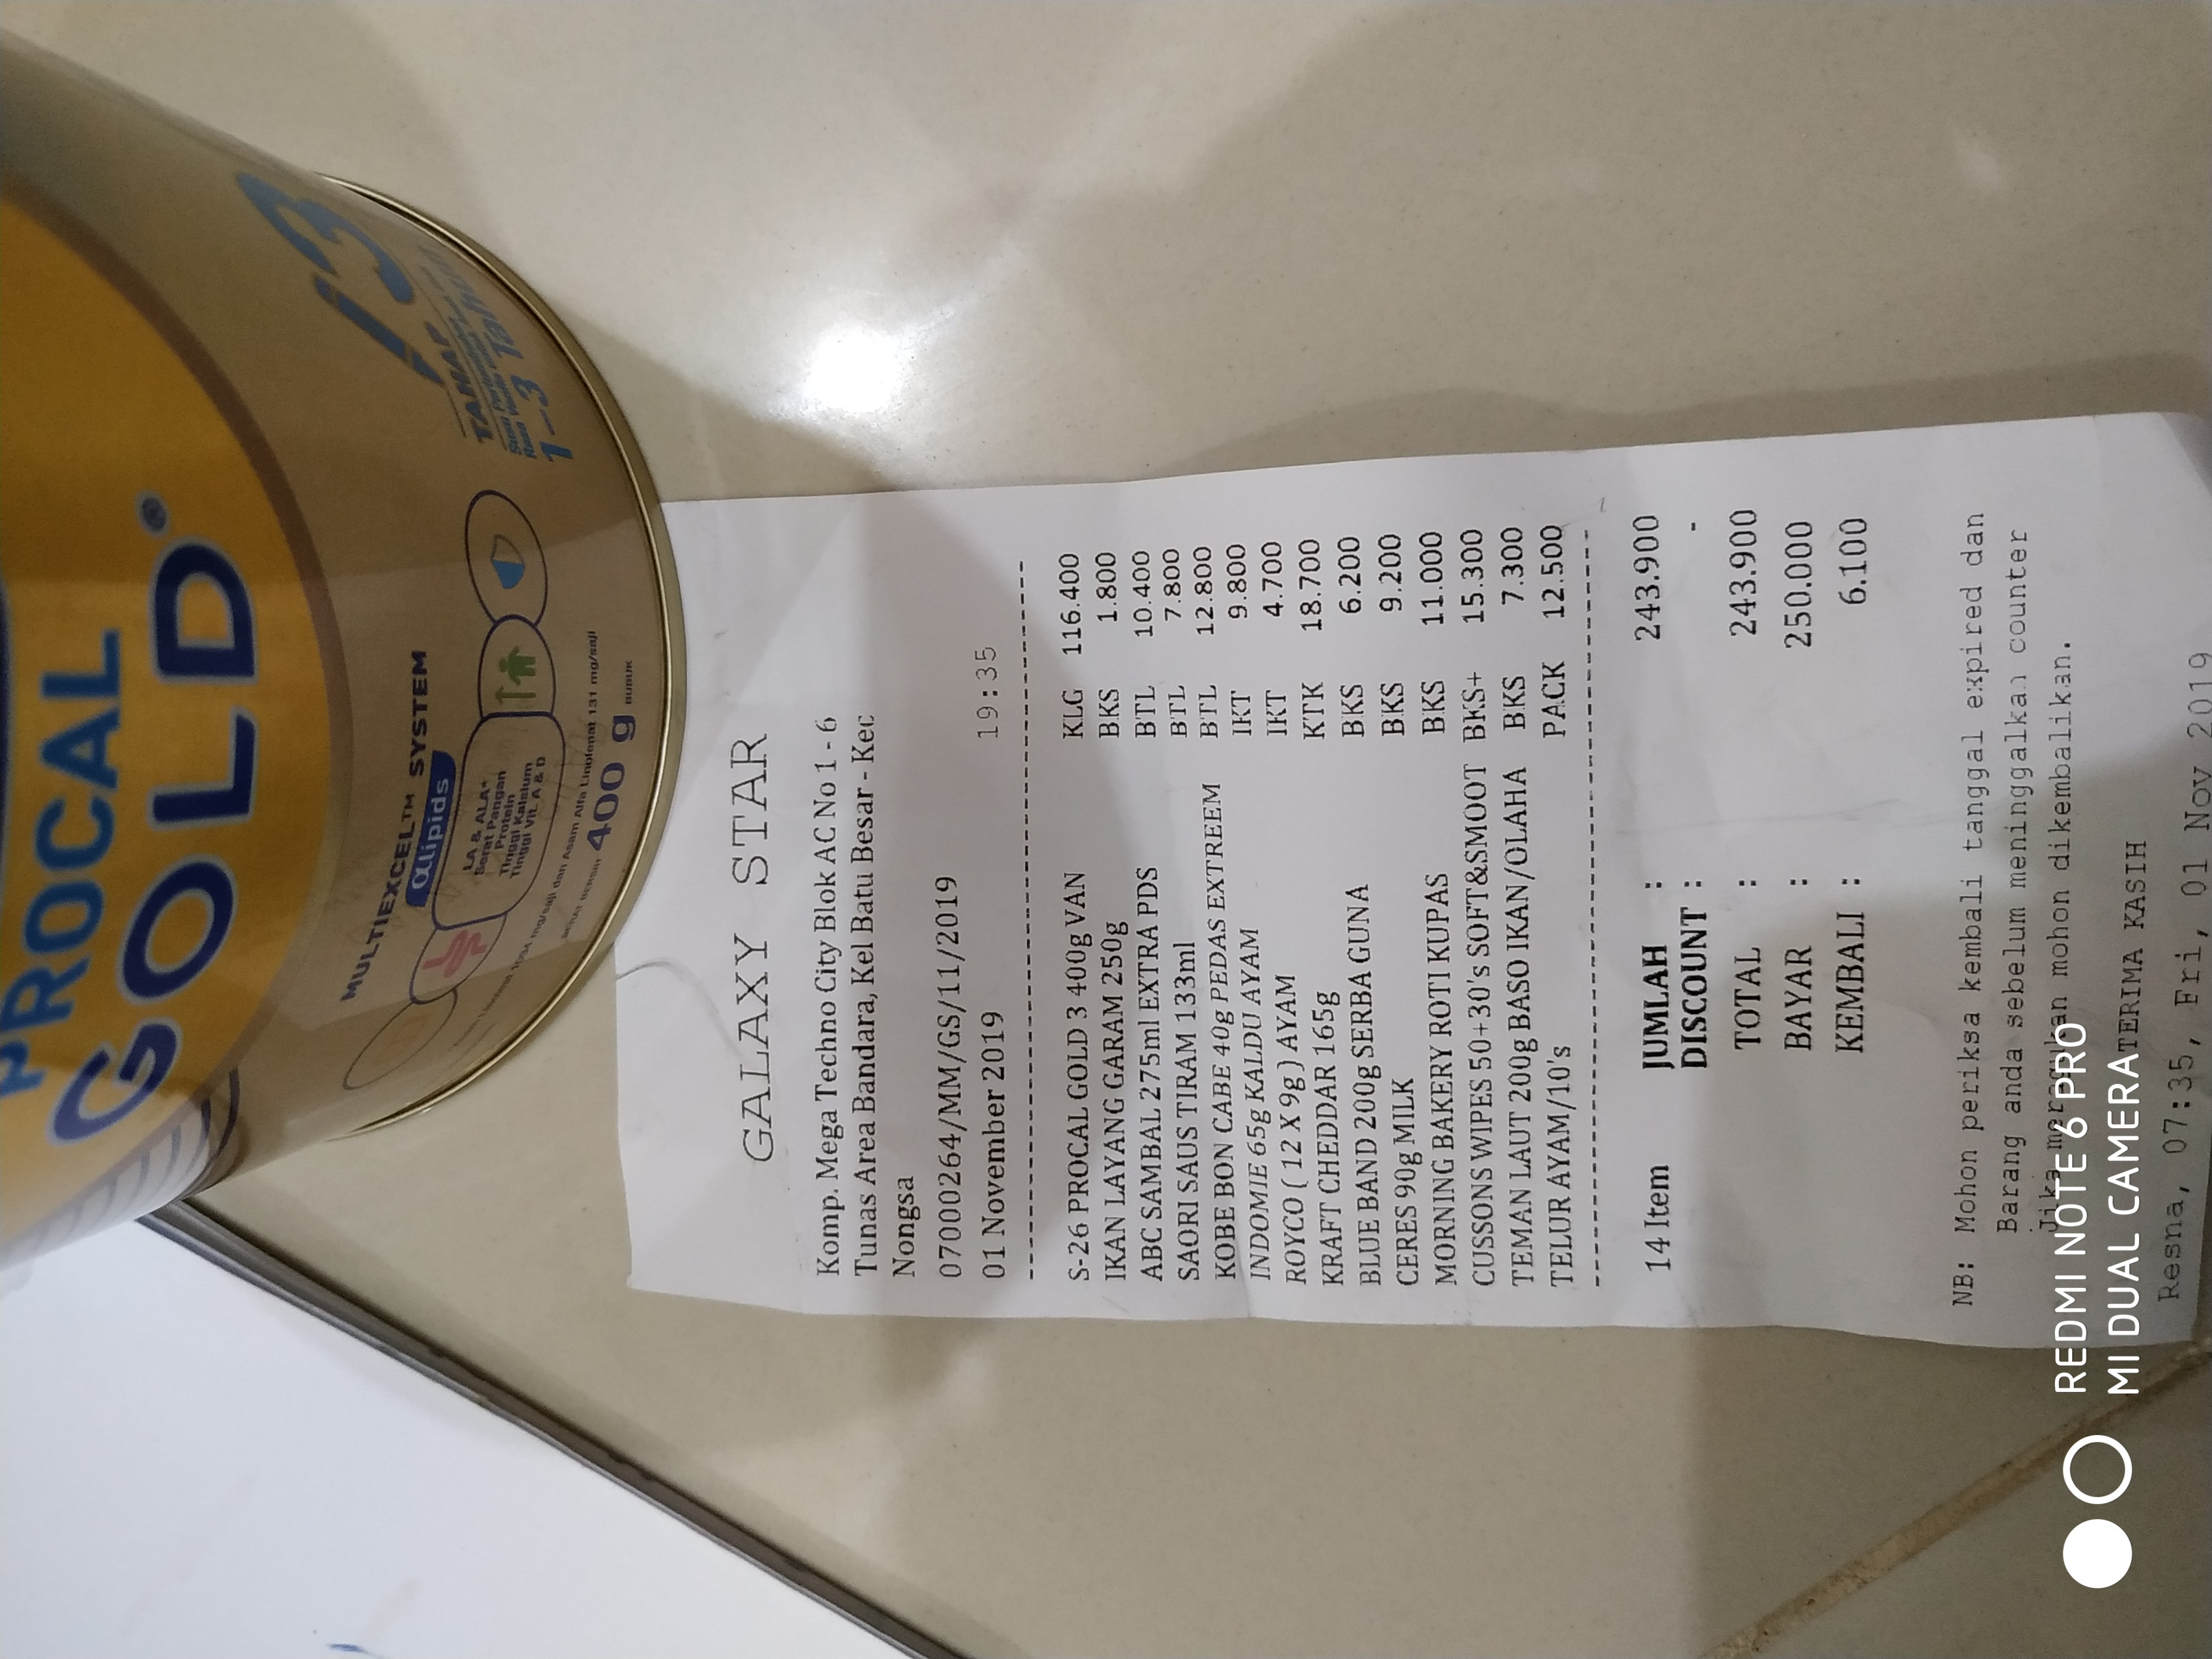 PROCAL
GOLD®
MULTIEXCEL™ SYSTEM
αlipids
LA & ALA*
Serat Pangan
Protein
Tinggi Kalsium
Tinggi Vit. A & D
mg/saji dan Asam Alfa Linolenat 131 mg/saji
BERAT BERSIH 400 g BUBUK
3
TAHAP
Susu Pertumbuhan
1-3 Tahun
GALAXY STAR
Komp. Mega Techno City Blok AC No 1 - 6
Tunas Area Bandara, Kel Batu Besar - Kec
Nongsa
07000264/MM/GS/11/2019
01 November 2019 19:35
S-26 PROCAL GOLD 3 400g VAN KLG 116.400
IKAN LAYANG GARAM 250g BKS 1.800
ABC SAMBAL 275ml EXTRA PDS BTL 10.400
SAORI SAUS TIRAM 133ml BTL 7.800
KOBE BON CABE 40g PEDAS EXTREEM BTL 12.800
INDOMIE 65g KALDU AYAM IKT 9.800
ROYCO ( 12 X 9g ) AYAM IKT 4.700
KRAFT CHEDDAR 165g KTK 18.700
BLUE BAND 200g SERBA GUNA BKS 6.200
CERES 90g MILK BKS 9.200
MORNING BAKERY ROTI KUPAS BKS 11.000
CUSSONS WIPES 50+30's SOFT&SMOOT BKS+ 15.300
TEMAN LAUT 200g BASO IKAN/OLAHA BKS 7.300
TELUR AYAM/10's PACK 12.500
14 Item JUMLAH : 243.900
DISCOUNT : -
TOTAL : 243.900
BAYAR : 250.000
KEMBALI : 6.100
NB: Mohon periksa kembali tanggal expired dan
Barang anda sebelum meninggalkan counter
Jika meragukan mohon dikembalikan.
TERIMA KASIH
Resna, 07:35, Fri, 01 Nov 2019
REDMI NOTE 6 PRO
MI DUAL CAMERA